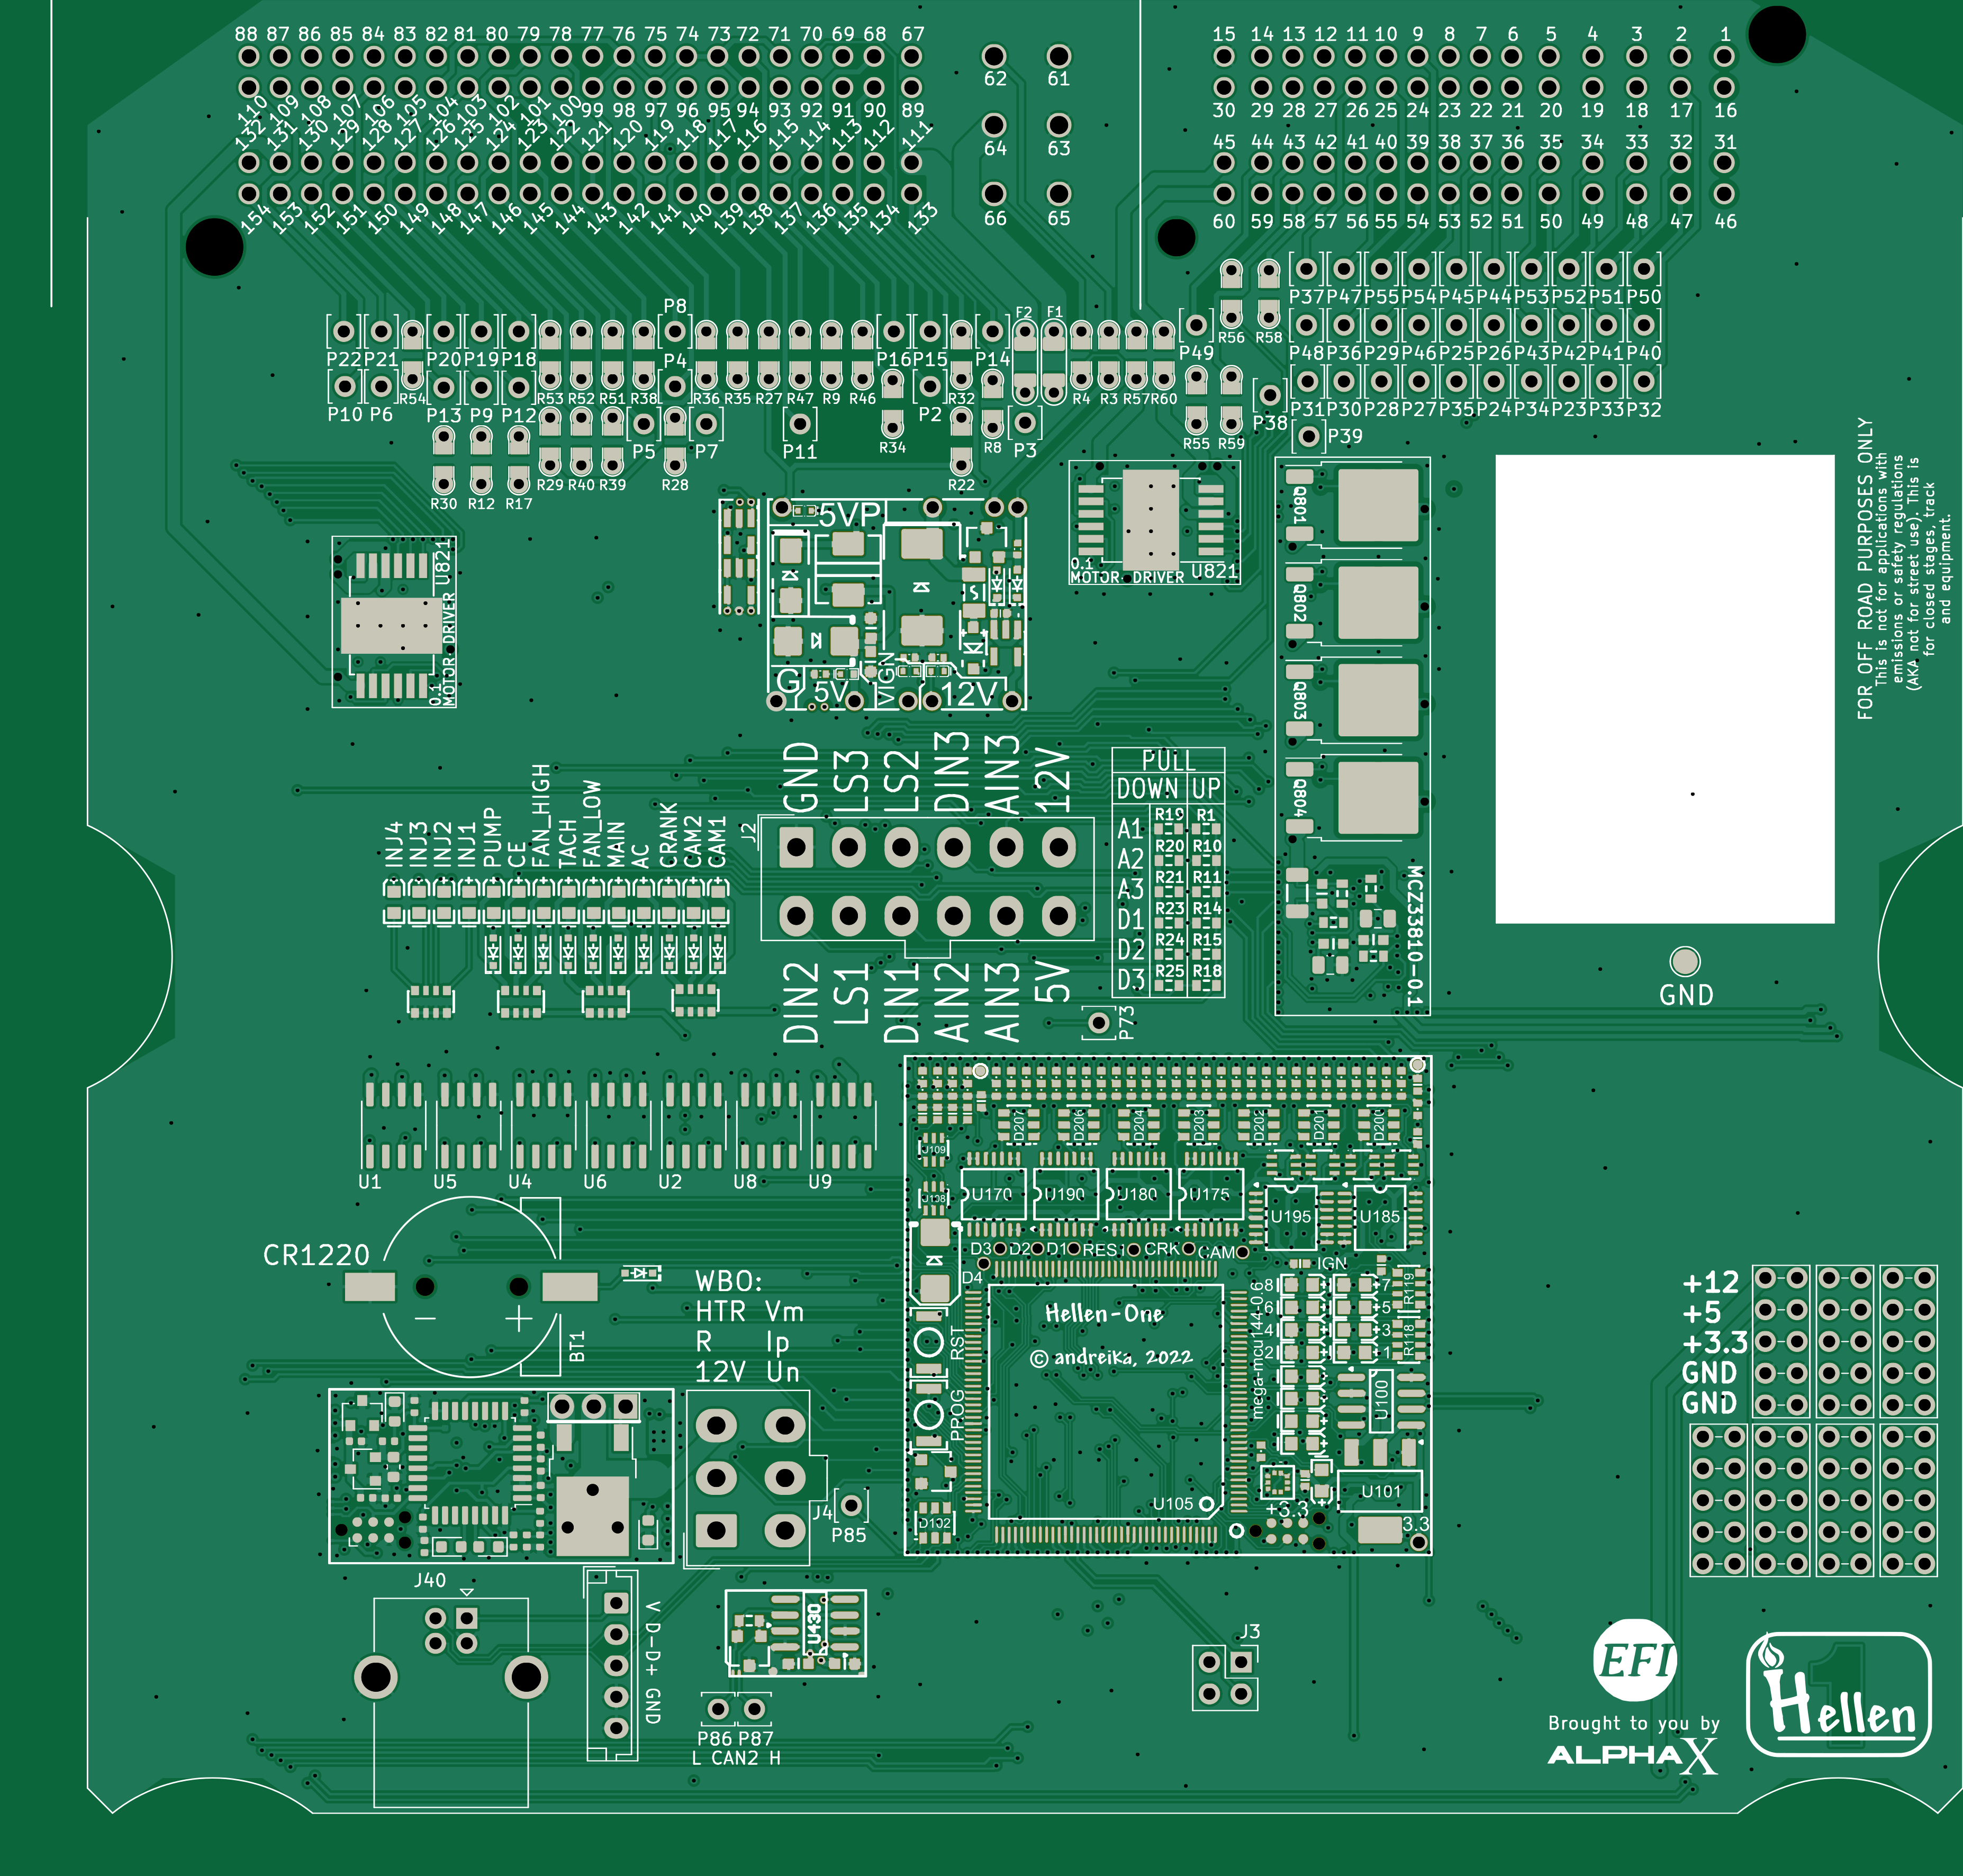 88 87 86 85 84 83 82 81 80 79 78 77 76 75 74 73 72 71 70 69 68 67
62 61
15 14 13 12 11 10 9 8 7 6 5 4 3 2 1
110 109 108 107 106 105 104 103 102 101 100 99 98 97 96 95 94 93 92 91 90 89
30 29 28 27 26 25 24 23 22 21 20 19 18 17 16
132 131 130 129 128 127 126 125 124 123 122 121 120 119 118 117 116 115 114 113 112 111
64 63
45 44 43 42 41 40 39 38 37 36 35 34 33 32 31
154 153 152 151 150 149 148 147 146 145 144 143 142 141 140 139 138 137 136 135 134 133
66 65
60 59 58 57 56 55 54 53 52 51 50 49 48 47 46
P37 P47 P55 P54 P45 P44 P53 P52 P51 P50
P8
F2 F1
R56 R58
P22 P21 P20 P19 P18 P4 P16 P15 P14 P49
P48 P36 P29 P46 P25 P26 P43 P42 P41 P40
R54 R53 R52 R51 R38 R36 R35 R27 R47 R9 R46 R32 R4 R3 R57 R60
P10 P6 P13 P9 P12 P2 P38
P31 P30 P28 P27 P35 P24 P34 P23 P33 P32
P5 P7 P11 R34 R8 P3 R55 R59 P39
R30 R12 R17 R29 R40 R39 R28 R22
FOR OFF ROAD PURPOSES ONLY
This is not for applications with
emissions or safety regulations
(AKA not for street use). This is
for closed stages, track
and equipment.
5VP
0.1
MOTOR DRIVER U821
0.1
MOTOR DRIVER U821
G 5V VIGN 12V
Q801
Q802
Q803
Q804
MCZ33810-0.1
GND LS3 LS2 DIN3 AIN3 12V
J2
DIN2 LS1 DIN1 AIN2 AIN3 5V
PULL
DOWN UP
A1 R19 R1
A2 R20 R10
A3 R21 R11
D1 R23 R14
D2 R24 R15
D3 R25 R18
INJ4 INJ3 INJ2 INJ1 PUMP CE FAN_HIGH TACH FAN_LOW MAIN AC CRANK CAM2 CAM1
GND
P73
U1 U5 U4 U6 U2 U8 U9
D207 D206 D204 D203 D202 D201 D200
J109
J108
U170 U190 U180 U175 U195 U185
D3 D2 D1 RES1 CRK CAM IGN
D4
CR1220
BT1
WBO:
HTR Vm
R Ip
12V Un
Hellen-One
© andreika, 2022
RST
PROG
mega-mcu144-0.6
8 +7
6 +5
4 +3
2 +1
R119
R118
U100
U105
U101
+3.3
3.3
D102
+12
+5
+3.3
GND
GND
J4
P85
J40
V D- D+ GND
U430
P86 P87
L CAN2 H
J3
EFI
Brought to you by
ALPHAX
1
Hellen